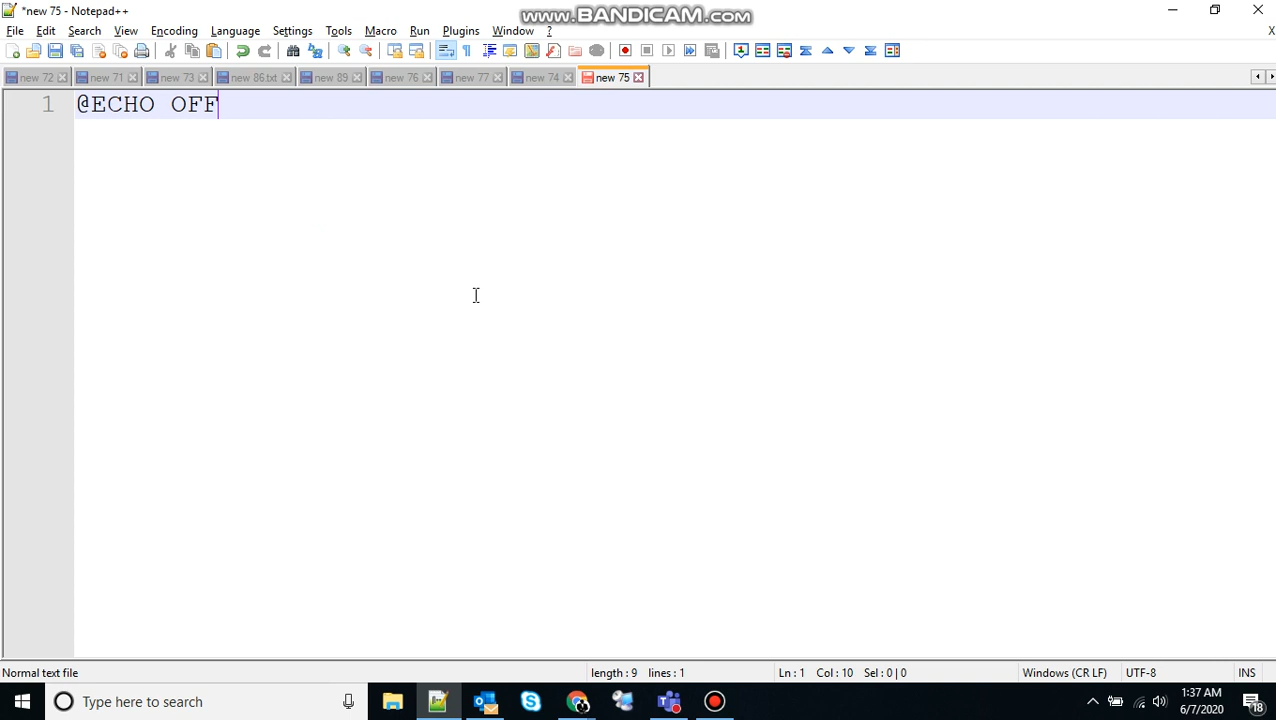 *new 75 - Notepad++
www.BANDICAM.com
File Edit Search View Encoding Language Settings Tools Macro Run Plugins Window ? X
new 72 new 71 new 73 new 86.txt new 89 new 76 new 77 new 74 new 75
1 @ECHO OFF
Normal text file length : 9 lines : 1 Ln : 1 Col : 10 Sel : 0 | 0 Windows (CR LF) UTF-8 INS
Type here to search
1:37 AM
6/7/2020
18